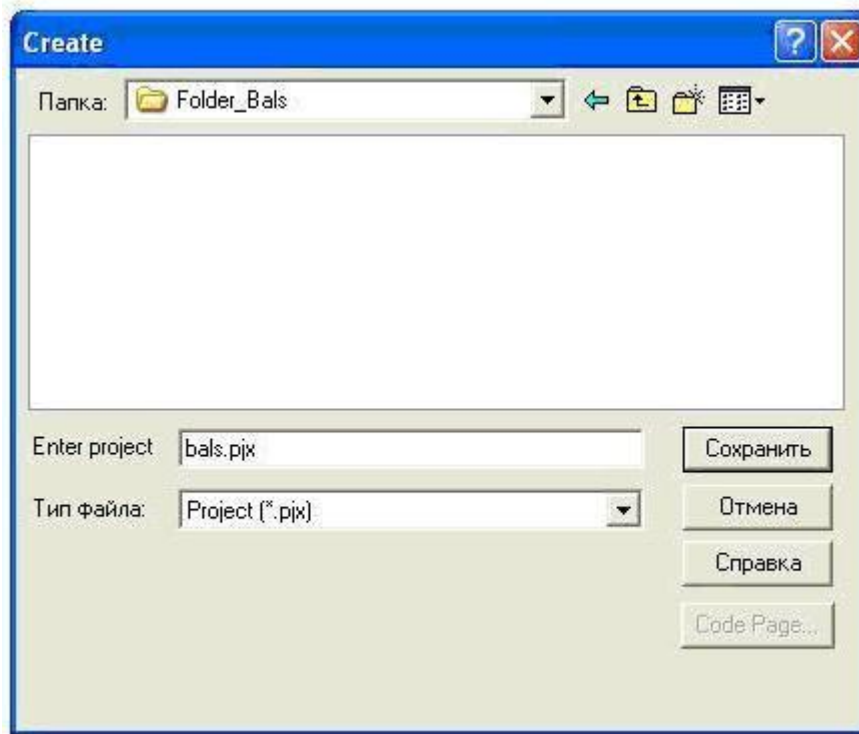 Create
Папка: Folder_Bals
Enter project bals.pjx Сохранить
Тип файла: Project (*.pjx) Отмена
Справка
Code Page...